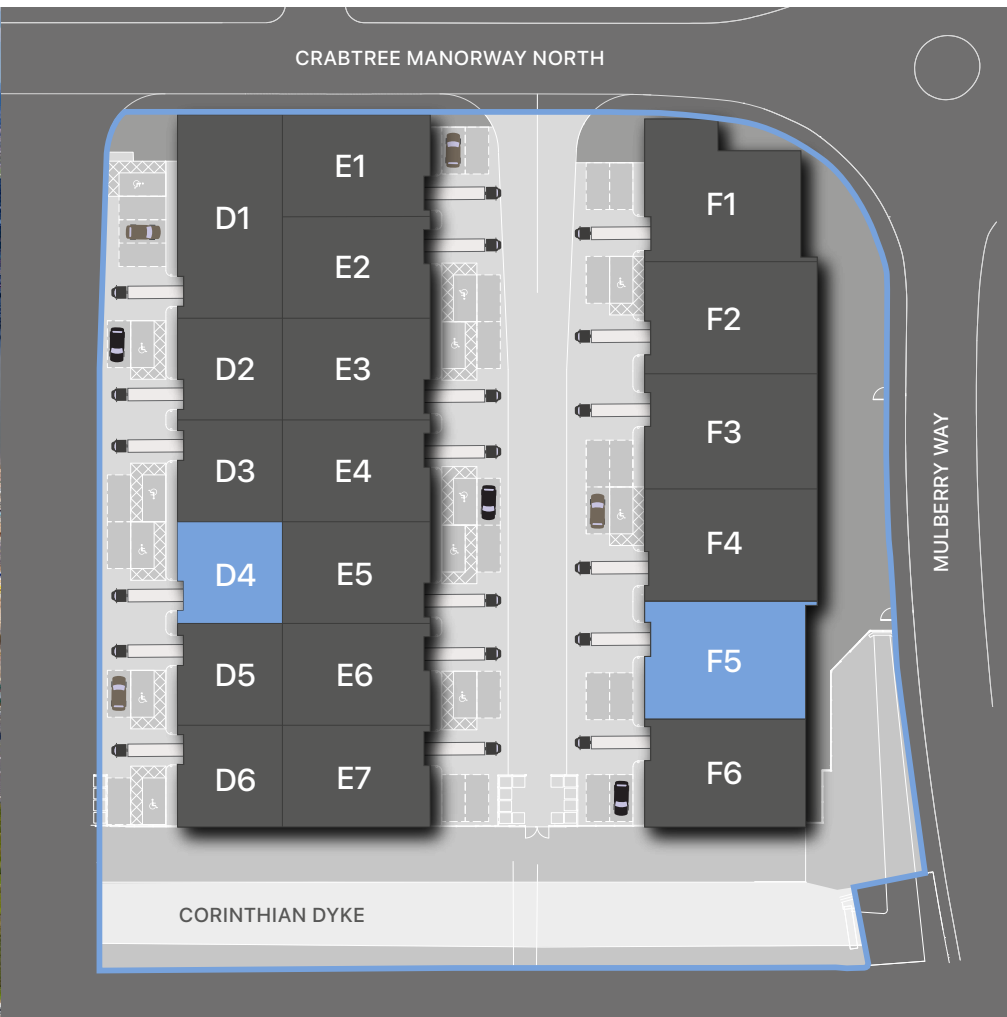 CRABTREE MANORWAY NORTH
D1
E1
E2
D2
E3
D3
E4
D4
E5
D5
E6
D6
E7
F1
F2
F3
F4
F5
F6
MULBERRY WAY
CORINTHIAN DYKE